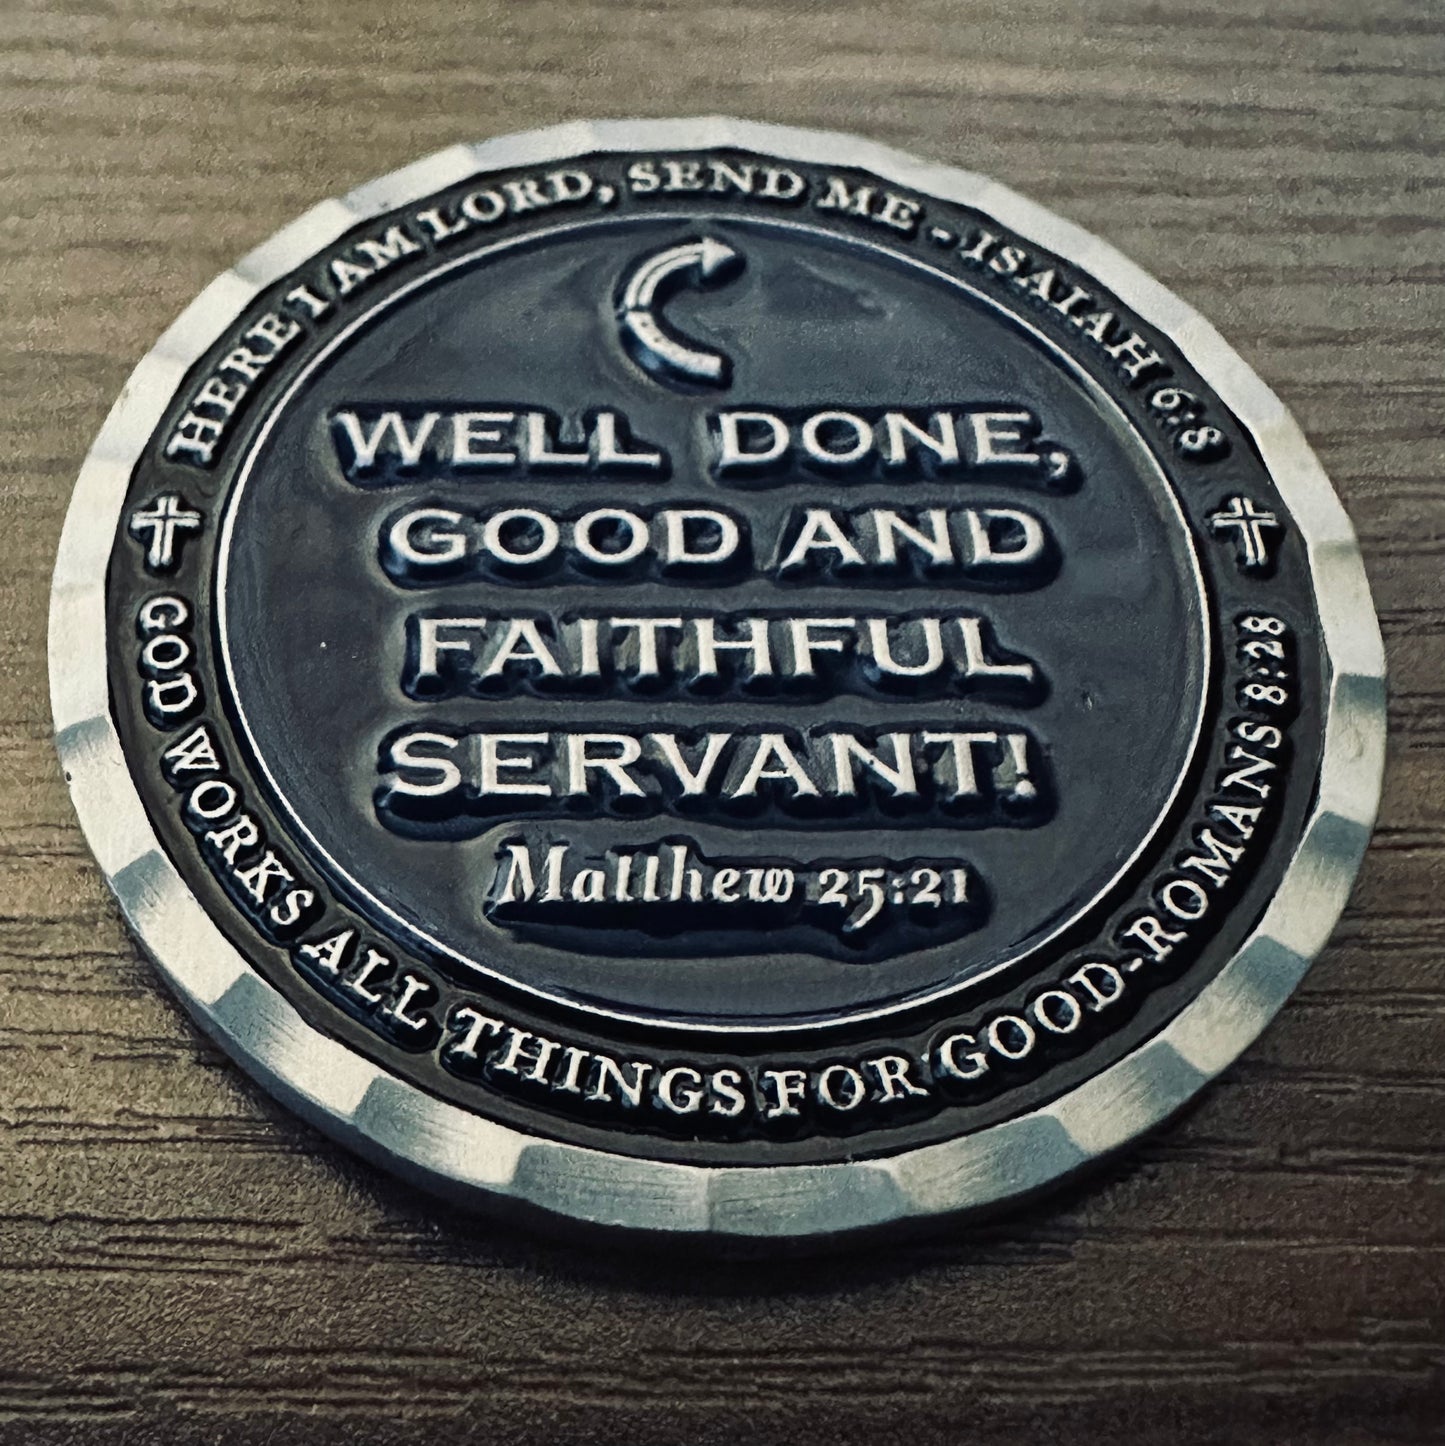 HERE I AM LORD, SEND ME - ISAIAH 6:8
WELL DONE,
GOOD AND
FAITHFUL
SERVANT!
Matthew 25:21
GOD WORKS ALL THINGS FOR GOOD-ROMANS 8:28